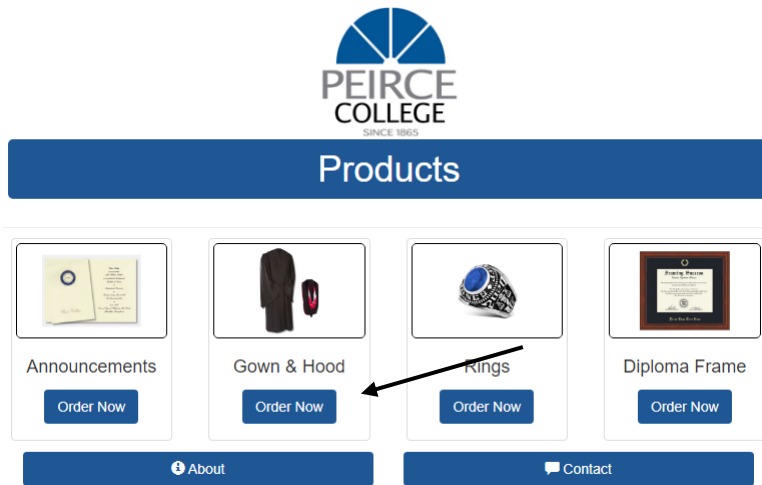 PEIRCE
COLLEGE
SINCE 1865
Products
Announcements
Gown & Hood
Rings
Diploma Frame
Order Now
Order Now
Order Now
Order Now
About
Contact